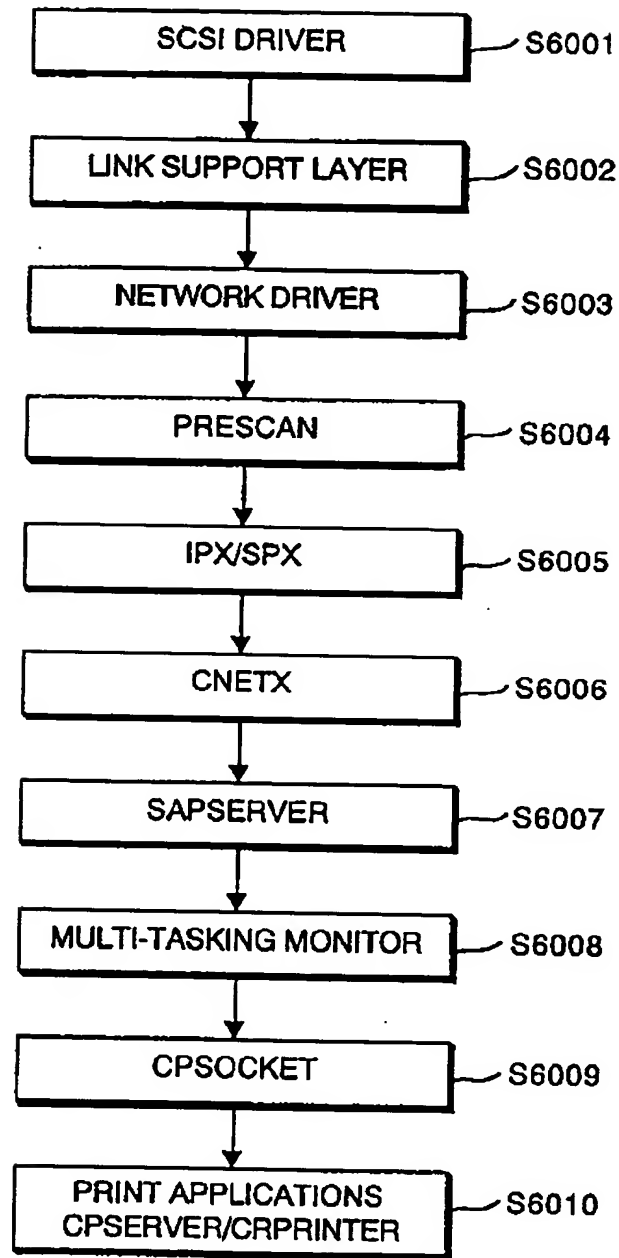 SCSI DRIVER S6001
LINK SUPPORT LAYER S6002
NETWORK DRIVER S6003
PRESCAN S6004
IPX/SPX S6005
CNETX S6006
SAPSERVER S6007
MULTI-TASKING MONITOR S6008
CPSOCKET S6009
PRINT APPLICATIONS
CPSERVER/CRPRINTER S6010